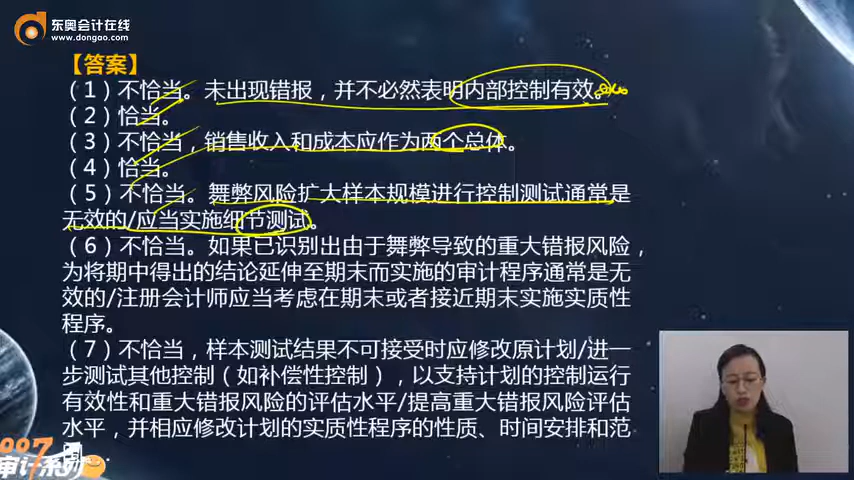 东奥会计在线
www.dongao.com
【答案】
（1）不恰当。未出现错报，并不必然表明内部控制有效。
（2）恰当。
（3）不恰当，销售收入和成本应作为两个总体。
（4）恰当。
（5）不恰当。舞弊风险扩大样本规模进行控制测试通常是
无效的/应当实施细节测试。
（6）不恰当。如果已识别出由于舞弊导致的重大错报风险，
为将期中得出的结论延伸至期末而实施的审计程序通常是无
效的/注册会计师应当考虑在期末或者接近期末实施实质性
程序。
（7）不恰当，样本测试结果不可接受时应修改原计划/进一
步测试其他控制（如补偿性控制），以支持计划的控制运行
有效性和重大错报风险的评估水平/提高重大错报风险评估
水平，并相应修改计划的实质性程序的性质、时间安排和范
007
审计系列